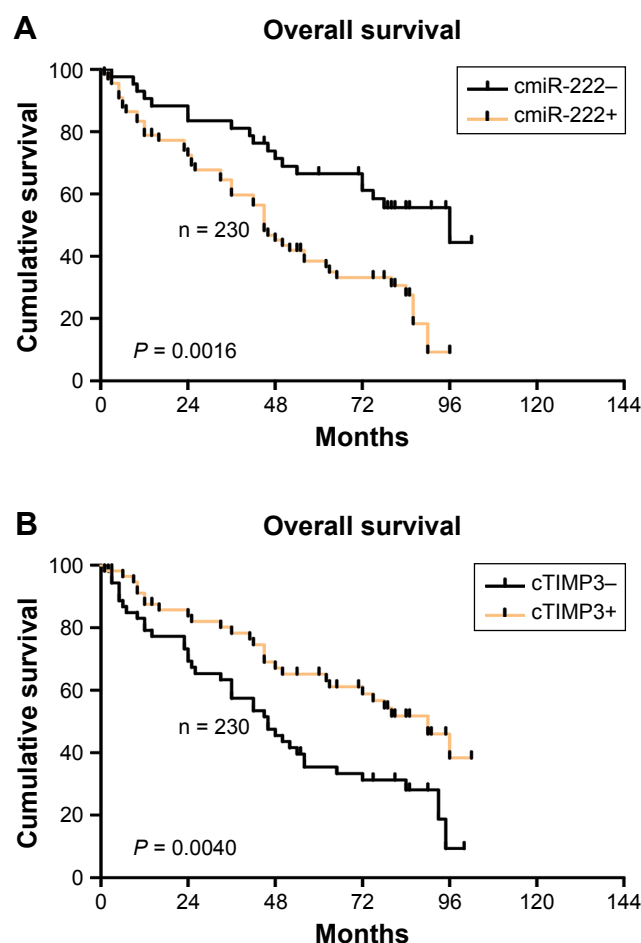 A
Overall survival
100
80
60
40
20
0
Cumulative survival
cmiR-222–
cmiR-222+
n = 230
P = 0.0016
0 24 48 72 96 120 144
Months
B
Overall survival
100
80
60
40
20
0
Cumulative survival
cTIMP3–
cTIMP3+
n = 230
P = 0.0040
0 24 48 72 96 120 144
Months